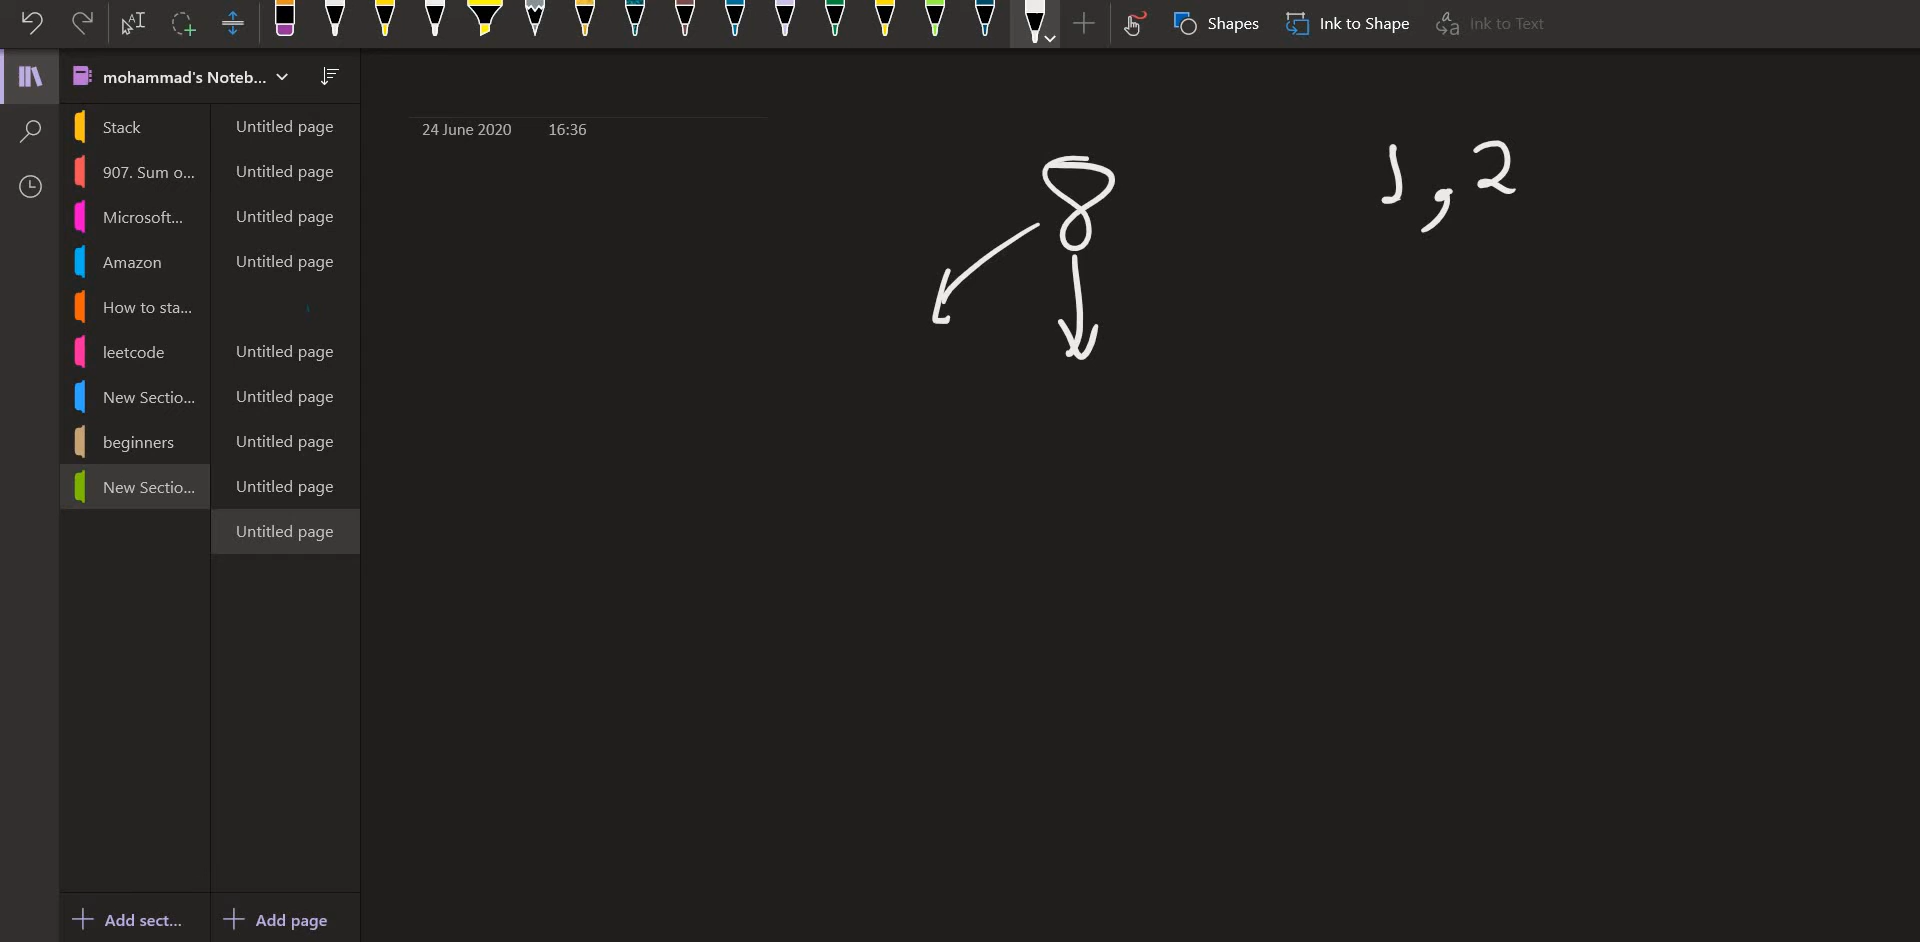 Shapes
Ink to Shape
Ink to Text
mohammad's Noteb...
Stack
907. Sum o...
Microsoft...
Amazon
How to sta...
leetcode
New Sectio...
beginners
New Sectio...
Add sect...
Untitled page
Untitled page
Untitled page
Untitled page
Untitled page
Untitled page
Untitled page
Untitled page
Untitled page
Add page
24 June 2020 16:36
8
1, 2